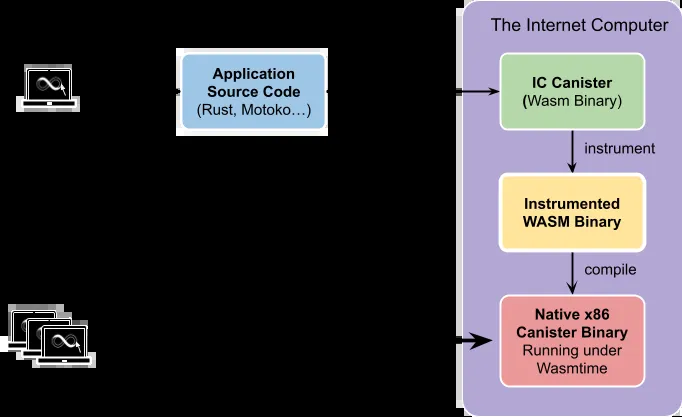 The Internet Computer
Application
Source Code
(Rust, Motoko…)
IC Canister
(Wasm Binary)
instrument
Instrumented
WASM Binary
compile
Native x86
Canister Binary
Running under
Wasmtime